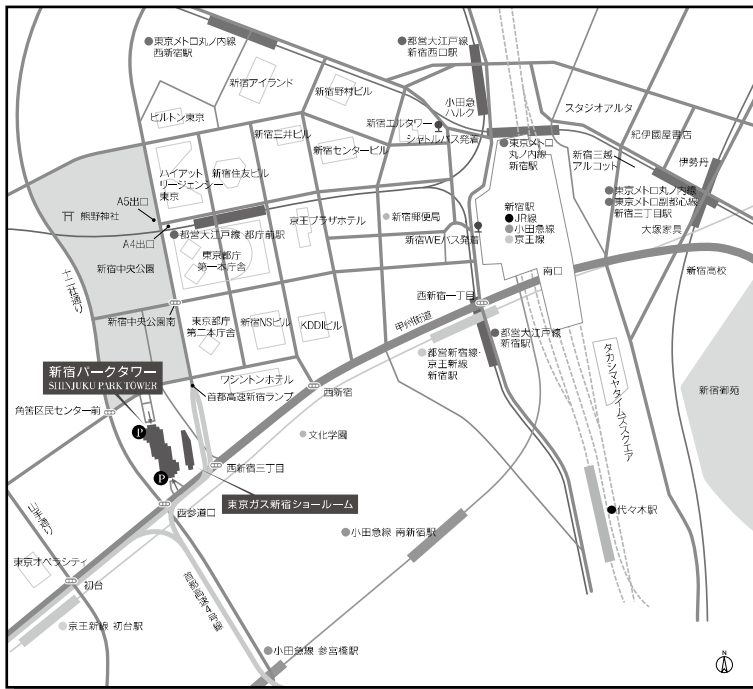 東京メトロ丸ノ内線
西新宿駅
都営大江戸線
新宿西口駅
新宿アイランド
新宿野村ビル
小田急
ハルク
スタジオアルタ
ヒルトン東京
新宿三井ビル
新宿エルタワー
シャトルバス発着
紀伊國屋書店
新宿センタービル
東京メトロ
丸ノ内線
新宿駅
新宿三越
アルコット
伊勢丹
ハイアット
リージェンシー
東京
新宿住友ビル
東京メトロ丸ノ内線
東京メトロ副都心線
新宿三丁目駅
A5出口
熊野神社
京王プラザホテル
新宿郵便局
新宿駅
JR線
小田急線
京王線
大塚家具
A4出口
都営大江戸線 都庁前駅
新宿WEバス発着
東京都庁
第一本庁舎
新宿中央公園
南口
新宿高校
十二社通り
西新宿一丁目
新宿中央公園南
東京都庁
第二本庁舎
新宿NSビル
KDDIビル
甲州街道
都営大江戸線
新宿駅
都営新宿線・
京王新線
新宿駅
タカシマヤタイムズスクエア
新宿パークタワー
SHINJUKU PARK TOWER
ワシントンホテル
首都高速新宿ランプ
西新宿
新宿御苑
角筈区民センター前
P
文化学園
P
西新宿三丁目
東京ガス新宿ショールーム
山手通り
西参道口
代々木駅
小田急線 南新宿駅
東京オペラシティ
初台
首都高速4号線
京王新線 初台駅
小田急線 参宮橋駅
N